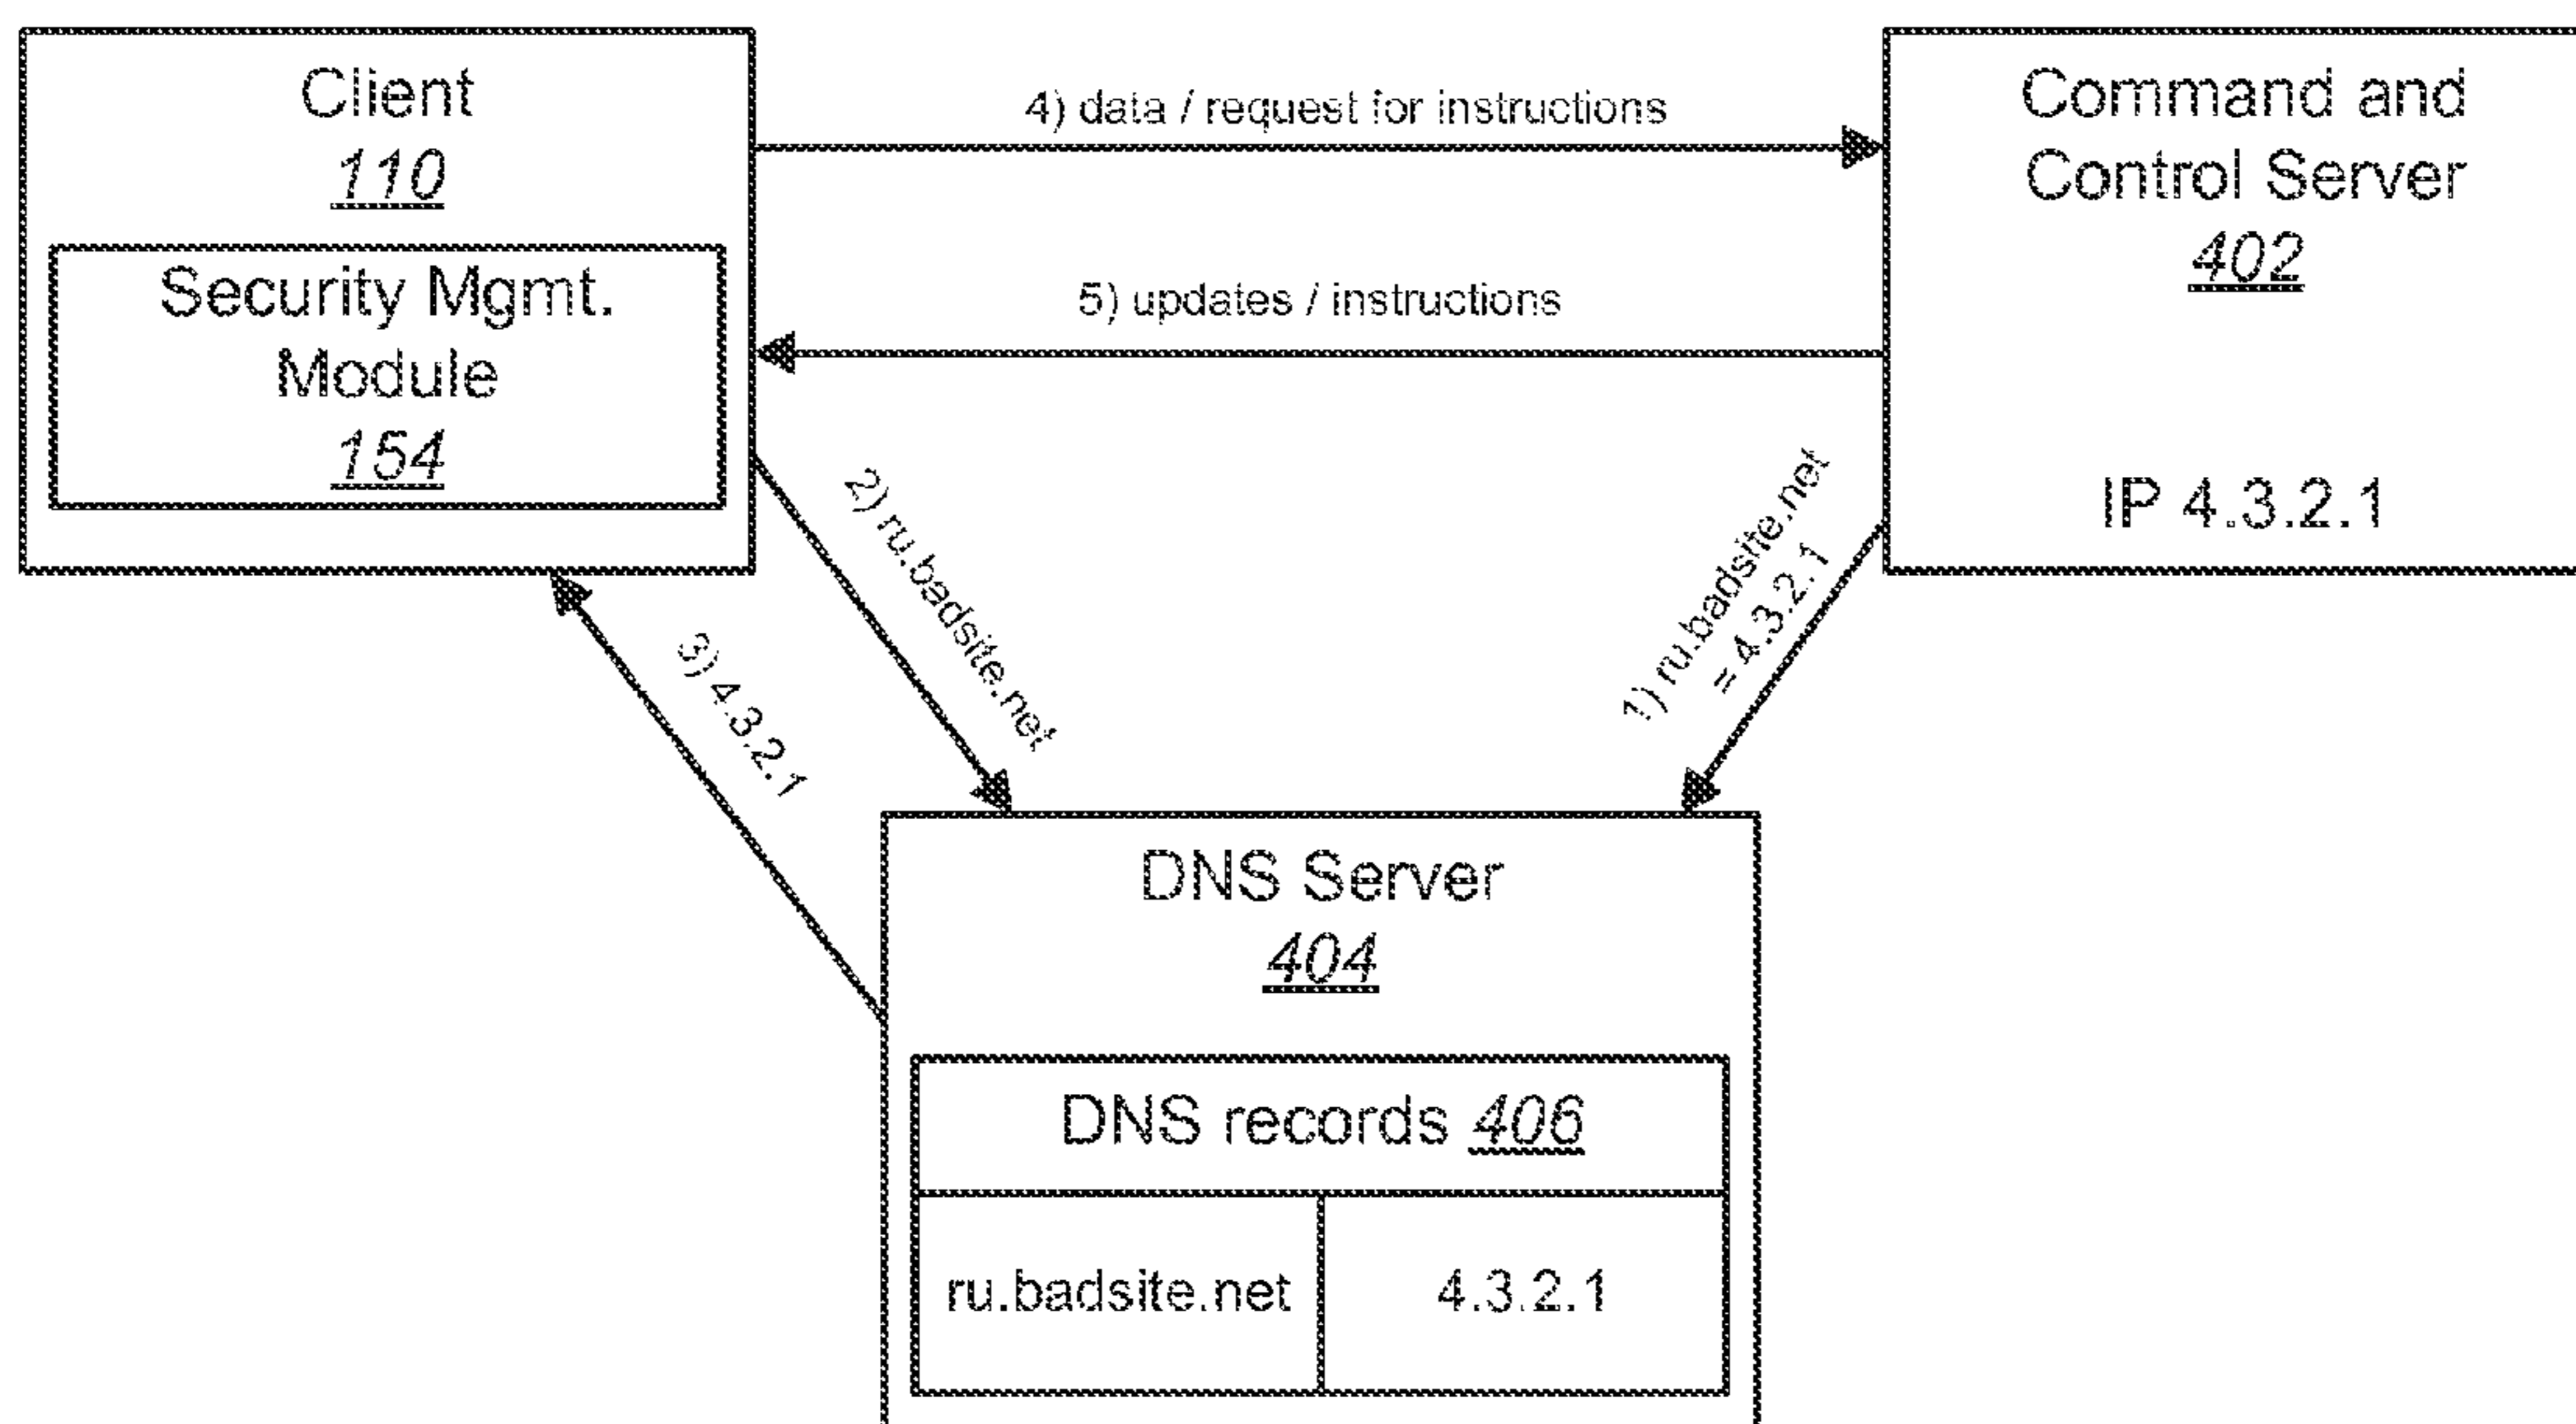 Client
110
Security Mgmt.
Module
154
4) data / request for instructions
5) updates / instructions
Command and
Control Server
402
IP 4.3.2.1
2) ru.badsite.net
3) 4.3.2.1
1) ru.badsite.net
= 4.3.2.1
DNS Server
404
DNS records 406
ru.badsite.net
4.3.2.1